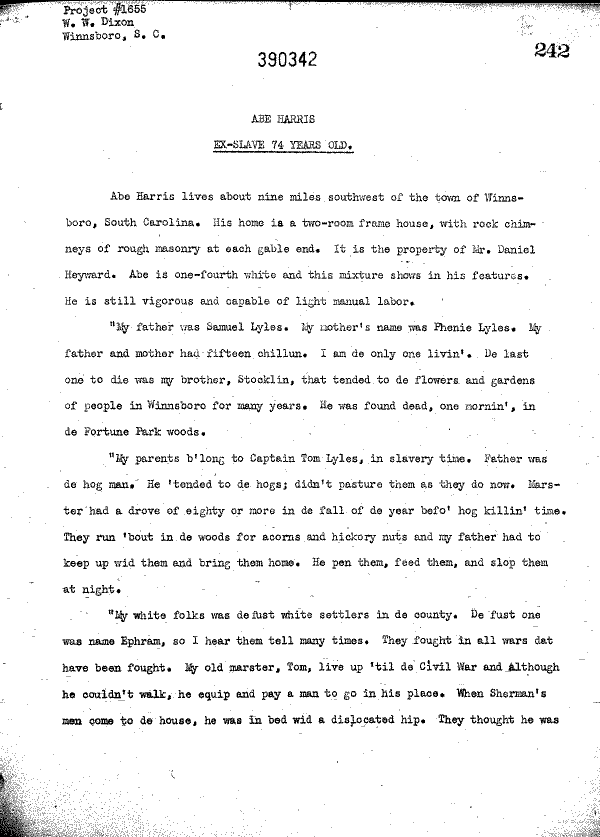 Project #1655
W. W. Dixon
Winnsboro, S. C.
390342
242
ABE HARRIS
EX-SLAVE 74 YEARS OLD.
Abe Harris lives about nine miles southwest of the town of Winns-
boro, South Carolina. His home is a two-room frame house, with rock chim-
neys of rough masonry at each gable end. It is the property of Mr. Daniel
Heyward. Abe is one-fourth white and this mixture shows in his features.
He is still vigorous and capable of light manual labor.
"My father was Samuel Lyles. My mother's name was Phenie Lyles. My
father and mother had fifteen chillun. I am de only one livin'. De last
one to die was my brother, Stocklin, that tended to de flowers and gardens
of people in Winnsboro for many years. He was found dead, one mornin', in
de Fortune Park woods.
"My parents b'long to Captain Tom Lyles, in slavery time. Father was
de hog man. He 'tended to de hogs; didn't pasture them as they do now. Mars-
ter had a drove of eighty or more in de fall of de year befo' hog killin' time.
They run 'bout in de woods for acorns and hickory nuts and my father had to
keep up wid them and bring them home. He pen them, feed them, and slop them
at night.
"My white folks was de fust white settlers in de county. De fust one
was name Ephram, so I hear them tell many times. They fought in all wars dat
have been fought. My old marster, Tom, live up 'til de Civil War and although
he couldn't walk, he equip and pay a man to go in his place. When Sherman's
men come to de house, he was in bed wid a dislocated hip. They thought he was